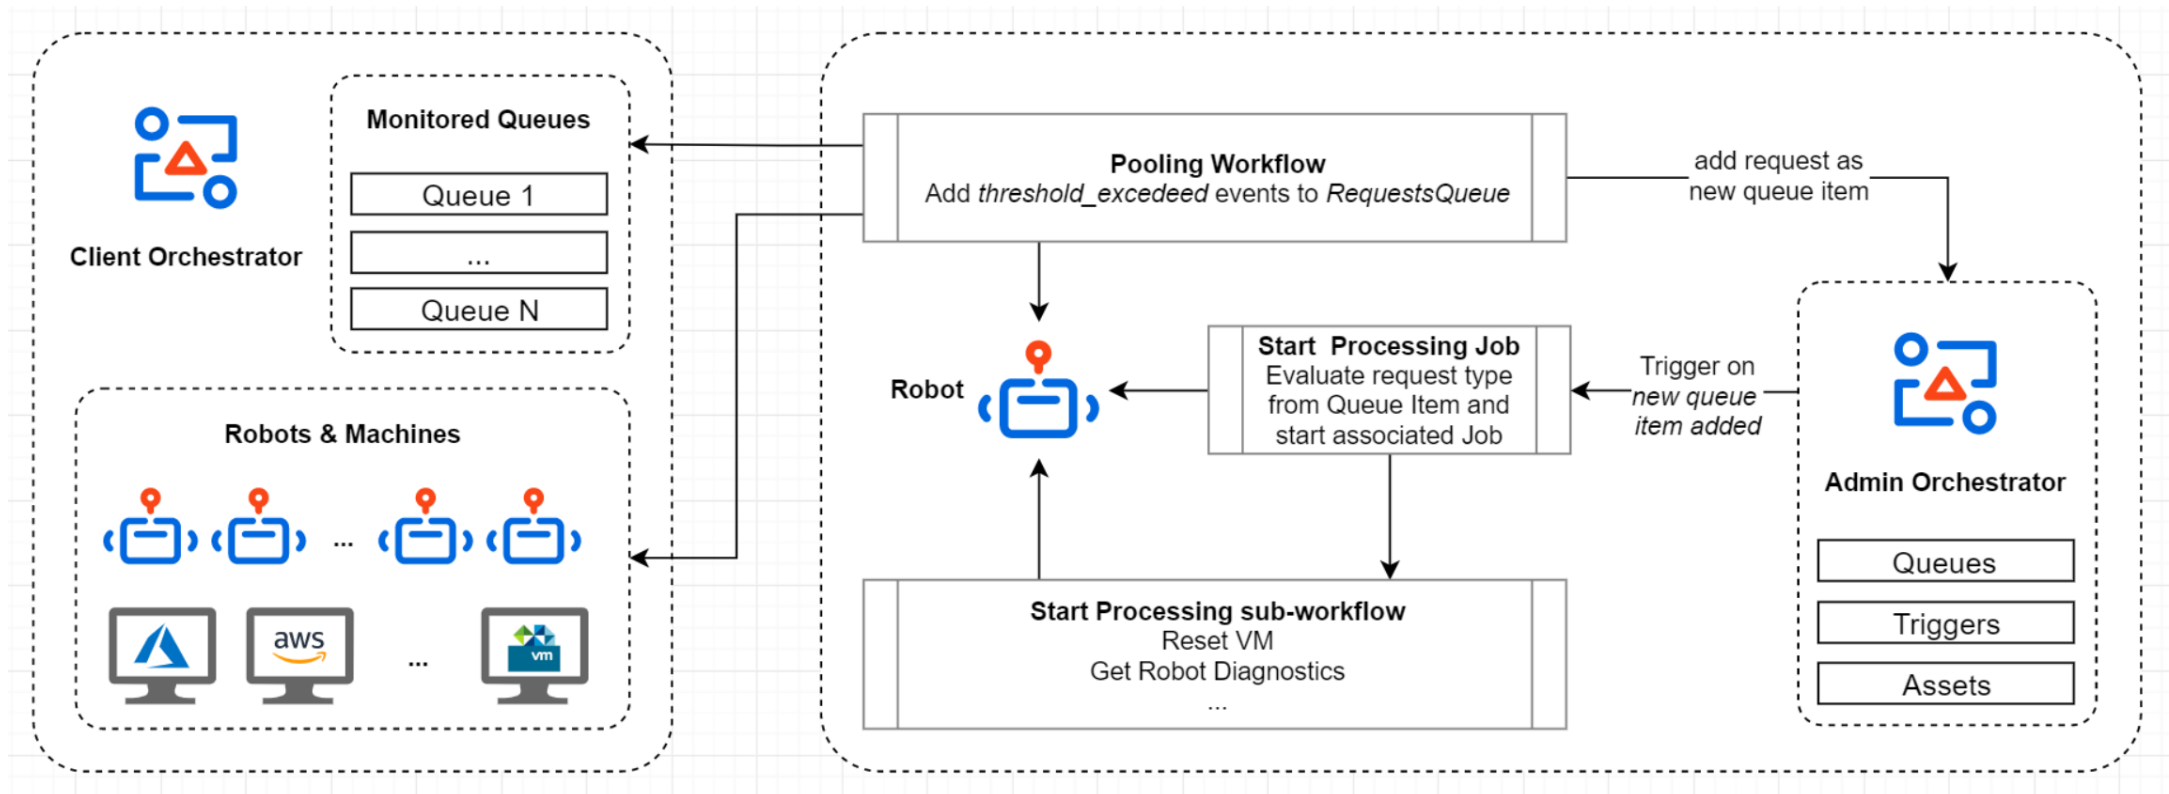 Client Orchestrator
Monitored Queues
Queue 1
...
Queue N
Robots & Machines
...
aws
...
vm
Pooling Workflow
Add threshold_excedeed events to RequestsQueue
add request as
new queue item
Robot
Start Processing Job
Evaluate request type
from Queue Item and
start associated Job
Trigger on
new queue
item added
Start Processing sub-workflow
Reset VM
Get Robot Diagnostics
...
Admin Orchestrator
Queues
Triggers
Assets